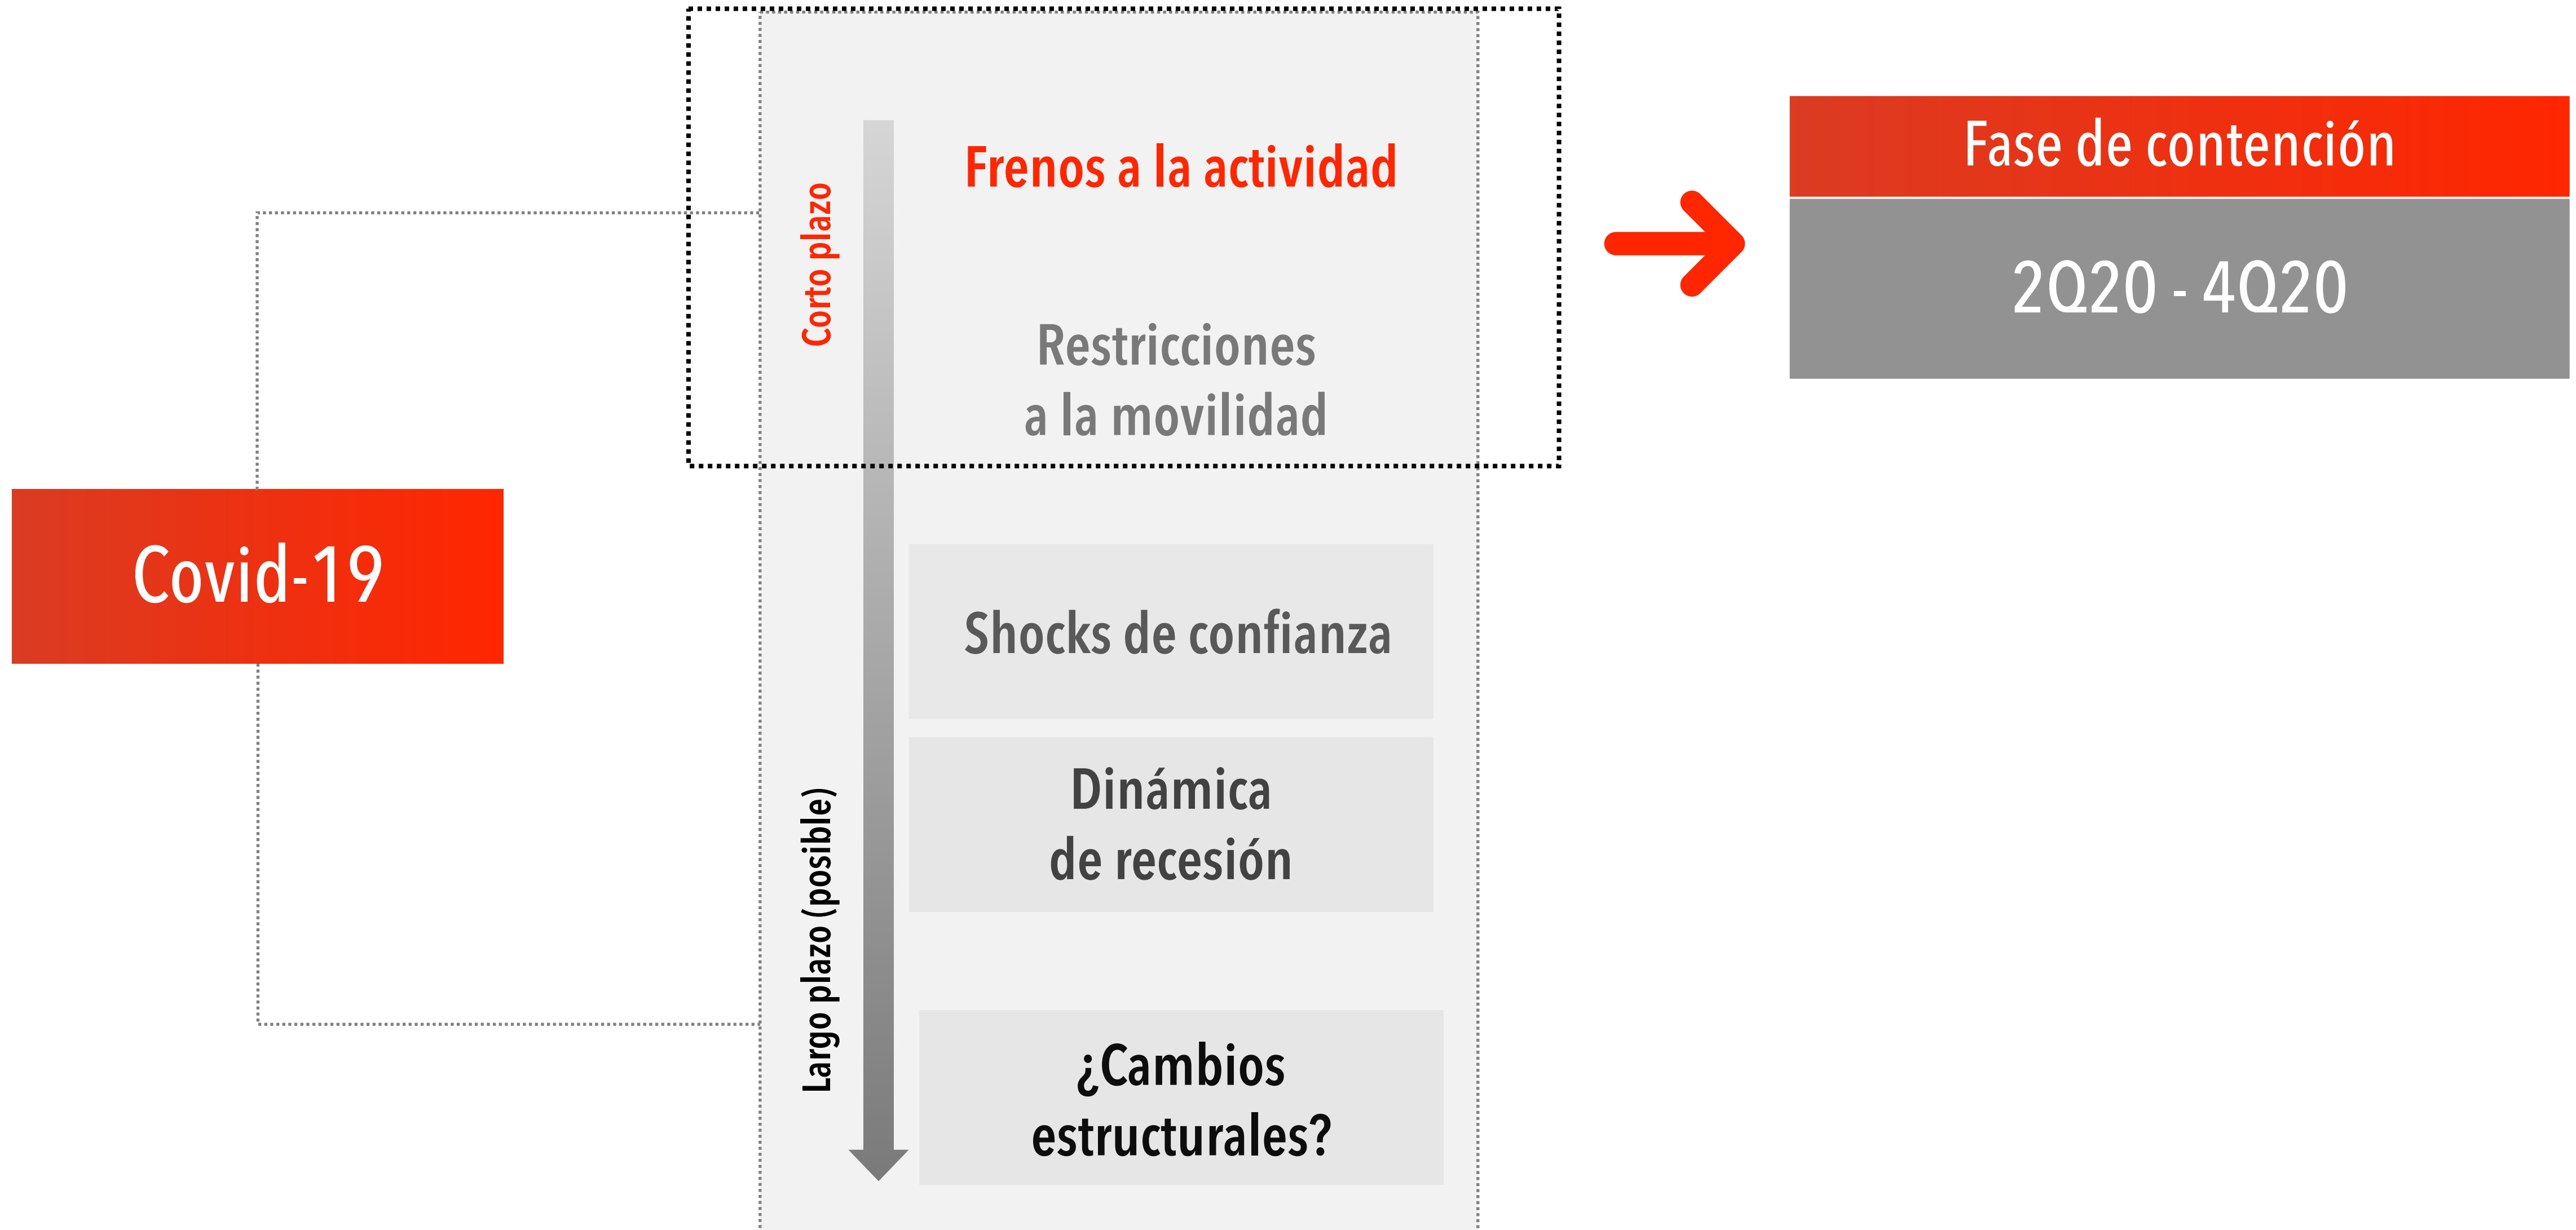 Covid-19
Corto plazo
Largo plazo (posible)
Frenos a la actividad
Restricciones
a la movilidad
Shocks de confianza
Dinámica
de recesión
¿Cambios
estructurales?
Fase de contención
2Q20 - 4Q20